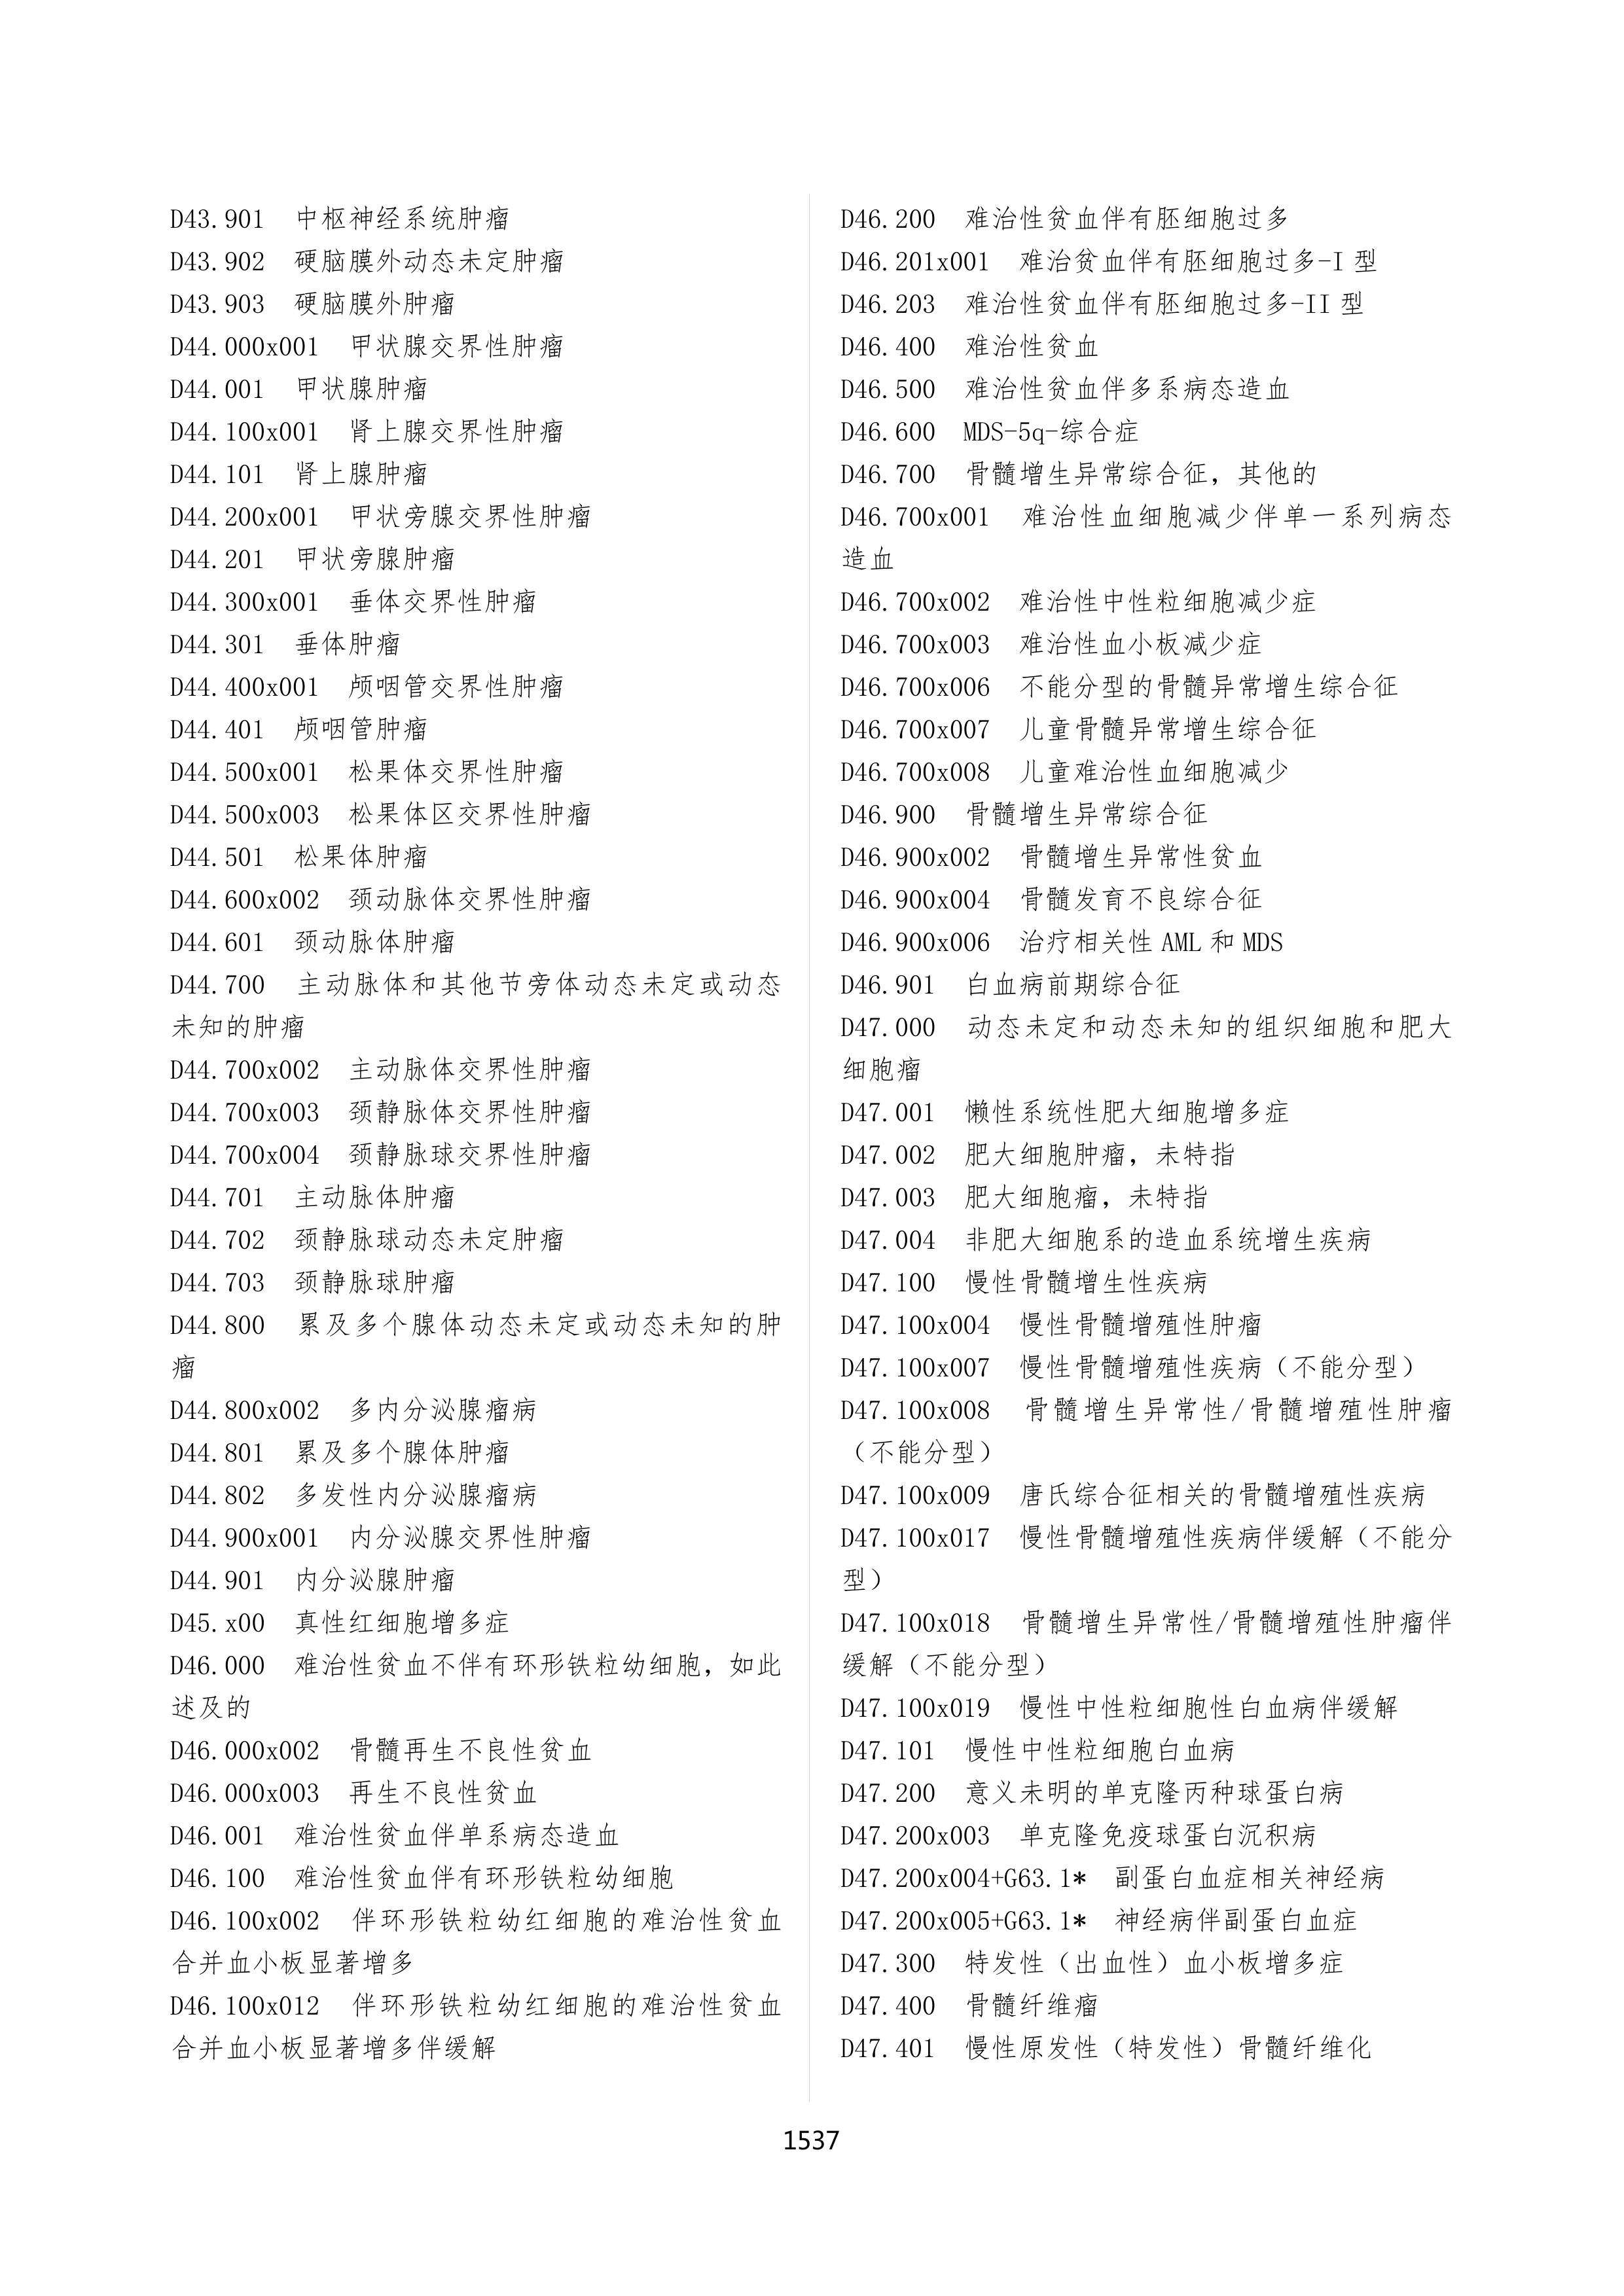 D43.901 中枢神经系统肿瘤
D43.902 硬脑膜外动态未定肿瘤
D43.903 硬脑膜外肿瘤
D44.000x001 甲状腺交界性肿瘤
D44.001 甲状腺肿瘤
D44.100x001 肾上腺交界性肿瘤
D44.101 肾上腺肿瘤
D44.200x001 甲状旁腺交界性肿瘤
D44.201 甲状旁腺肿瘤
D44.300x001 垂体交界性肿瘤
D44.301 垂体肿瘤
D44.400x001 颅咽管交界性肿瘤
D44.401 颅咽管肿瘤
D44.500x001 松果体交界性肿瘤
D44.500x003 松果体区交界性肿瘤
D44.501 松果体肿瘤
D44.600x002 颈动脉体交界性肿瘤
D44.601 颈动脉体肿瘤
D44.700 主动脉体和其他节旁体动态未定或动态
未知的肿瘤
D44.700x002 主动脉体交界性肿瘤
D44.700x003 颈静脉体交界性肿瘤
D44.700x004 颈静脉球交界性肿瘤
D44.701 主动脉体肿瘤
D44.702 颈静脉球动态未定肿瘤
D44.703 颈静脉球肿瘤
D44.800 累及多个腺体动态未定或动态未知的肿
瘤
D44.800x002 多内分泌腺瘤病
D44.801 累及多个腺体肿瘤
D44.802 多发性内分泌腺瘤病
D44.900x001 内分泌腺交界性肿瘤
D44.901 内分泌腺肿瘤
D45.x00 真性红细胞增多症
D46.000 难治性贫血不伴有环形铁粒幼细胞，如此
述及的
D46.000x002 骨髓再生不良性贫血
D46.000x003 再生不良性贫血
D46.001 难治性贫血伴单系病态造血
D46.100 难治性贫血伴有环形铁粒幼细胞
D46.100x002 伴环形铁粒幼红细胞的难治性贫血
合并血小板显著增多
D46.100x012 伴环形铁粒幼红细胞的难治性贫血
合并血小板显著增多伴缓解
D46.200 难治性贫血伴有胚细胞过多
D46.201x001 难治贫血伴有胚细胞过多-I 型
D46.203 难治性贫血伴有胚细胞过多-II 型
D46.400 难治性贫血
D46.500 难治性贫血伴多系病态造血
D46.600 MDS-5q-综合症
D46.700 骨髓增生异常综合征，其他的
D46.700x001 难治性血细胞减少伴单一系列病态
造血
D46.700x002 难治性中性粒细胞减少症
D46.700x003 难治性血小板减少症
D46.700x006 不能分型的骨髓异常增生综合征
D46.700x007 儿童骨髓异常增生综合征
D46.700x008 儿童难治性血细胞减少
D46.900 骨髓增生异常综合征
D46.900x002 骨髓增生异常性贫血
D46.900x004 骨髓发育不良综合征
D46.900x006 治疗相关性 AML 和 MDS
D46.901 白血病前期综合征
D47.000 动态未定和动态未知的组织细胞和肥大
细胞瘤
D47.001 懒性系统性肥大细胞增多症
D47.002 肥大细胞肿瘤，未特指
D47.003 肥大细胞瘤，未特指
D47.004 非肥大细胞系的造血系统增生疾病
D47.100 慢性骨髓增生性疾病
D47.100x004 慢性骨髓增殖性肿瘤
D47.100x007 慢性骨髓增殖性疾病（不能分型）
D47.100x008 骨髓增生异常性/骨髓增殖性肿瘤
（不能分型）
D47.100x009 唐氏综合征相关的骨髓增殖性疾病
D47.100x017 慢性骨髓增殖性疾病伴缓解（不能分
型）
D47.100x018 骨髓增生异常性/骨髓增殖性肿瘤伴
缓解（不能分型）
D47.100x019 慢性中性粒细胞性白血病伴缓解
D47.101 慢性中性粒细胞白血病
D47.200 意义未明的单克隆丙种球蛋白病
D47.200x003 单克隆免疫球蛋白沉积病
D47.200x004+G63.1* 副蛋白血症相关神经病
D47.200x005+G63.1* 神经病伴副蛋白血症
D47.300 特发性（出血性）血小板增多症
D47.400 骨髓纤维瘤
D47.401 慢性原发性（特发性）骨髓纤维化
1537